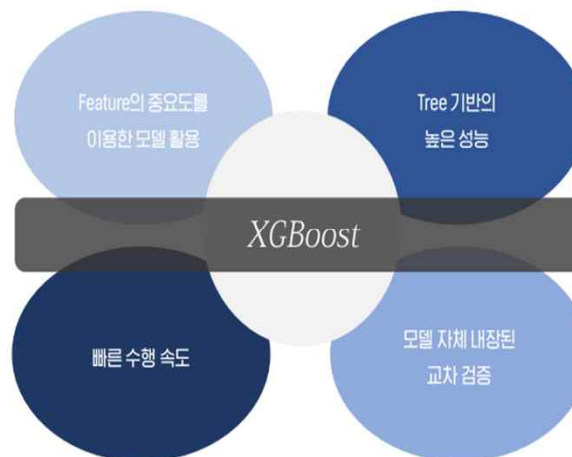 Feature의 중요도를
이용한 모델 활용
Tree 기반의
높은 성능
XGBoost
빠른 수행 속도
모델 자체 내장된
교차 검증